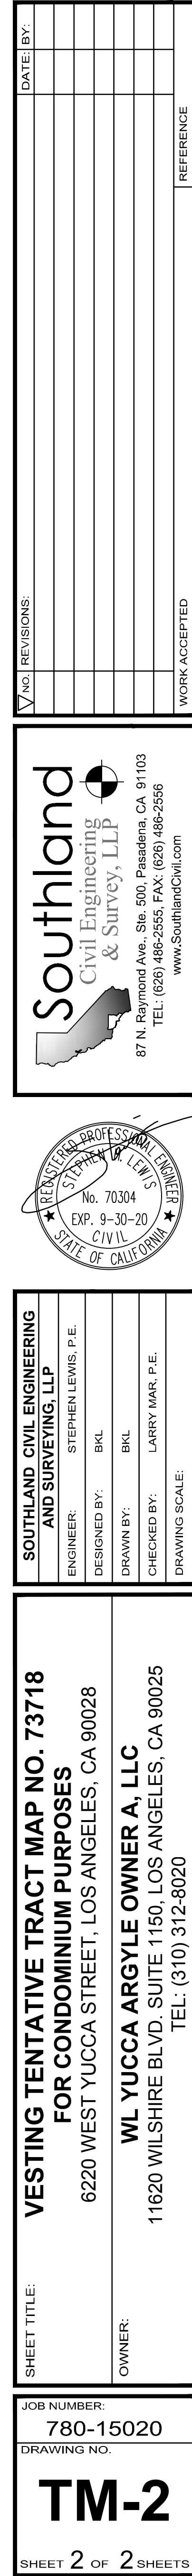 NO. REVISIONS: DATE: BY:
WORK ACCEPTED REFERENCE
Southland
Civil Engineering
& Survey, LLP
87 N. Raymond Ave., Ste. 500, Pasadena, CA 91103
TEL: (626) 486-2555, FAX: (626) 486-2556
www.SouthlandCivil.com
REGISTERED PROFESSIONAL ENGINEER
STEPHEN W. LEWIS
No. 70304
EXP. 9-30-20
CIVIL
STATE OF CALIFORNIA
SOUTHLAND CIVIL ENGINEERING
AND SURVEYING, LLP
ENGINEER: STEPHEN LEWIS, P.E.
DESIGNED BY: BKL
DRAWN BY: BKL
CHECKED BY: LARRY MAR, P.E.
DRAWING SCALE:
SHEET TITLE: VESTING TENTATIVE TRACT MAP NO. 73718
FOR CONDOMINIUM PURPOSES
6220 WEST YUCCA STREET, LOS ANGELES, CA 90028
OWNER: WL YUCCA ARGYLE OWNER A, LLC
11620 WILSHIRE BLVD. SUITE 1150, LOS ANGELES, CA 90025
TEL: (310) 312-8020
JOB NUMBER:
780-15020
DRAWING NO.
TM-2
SHEET 2 OF 2 SHEETS